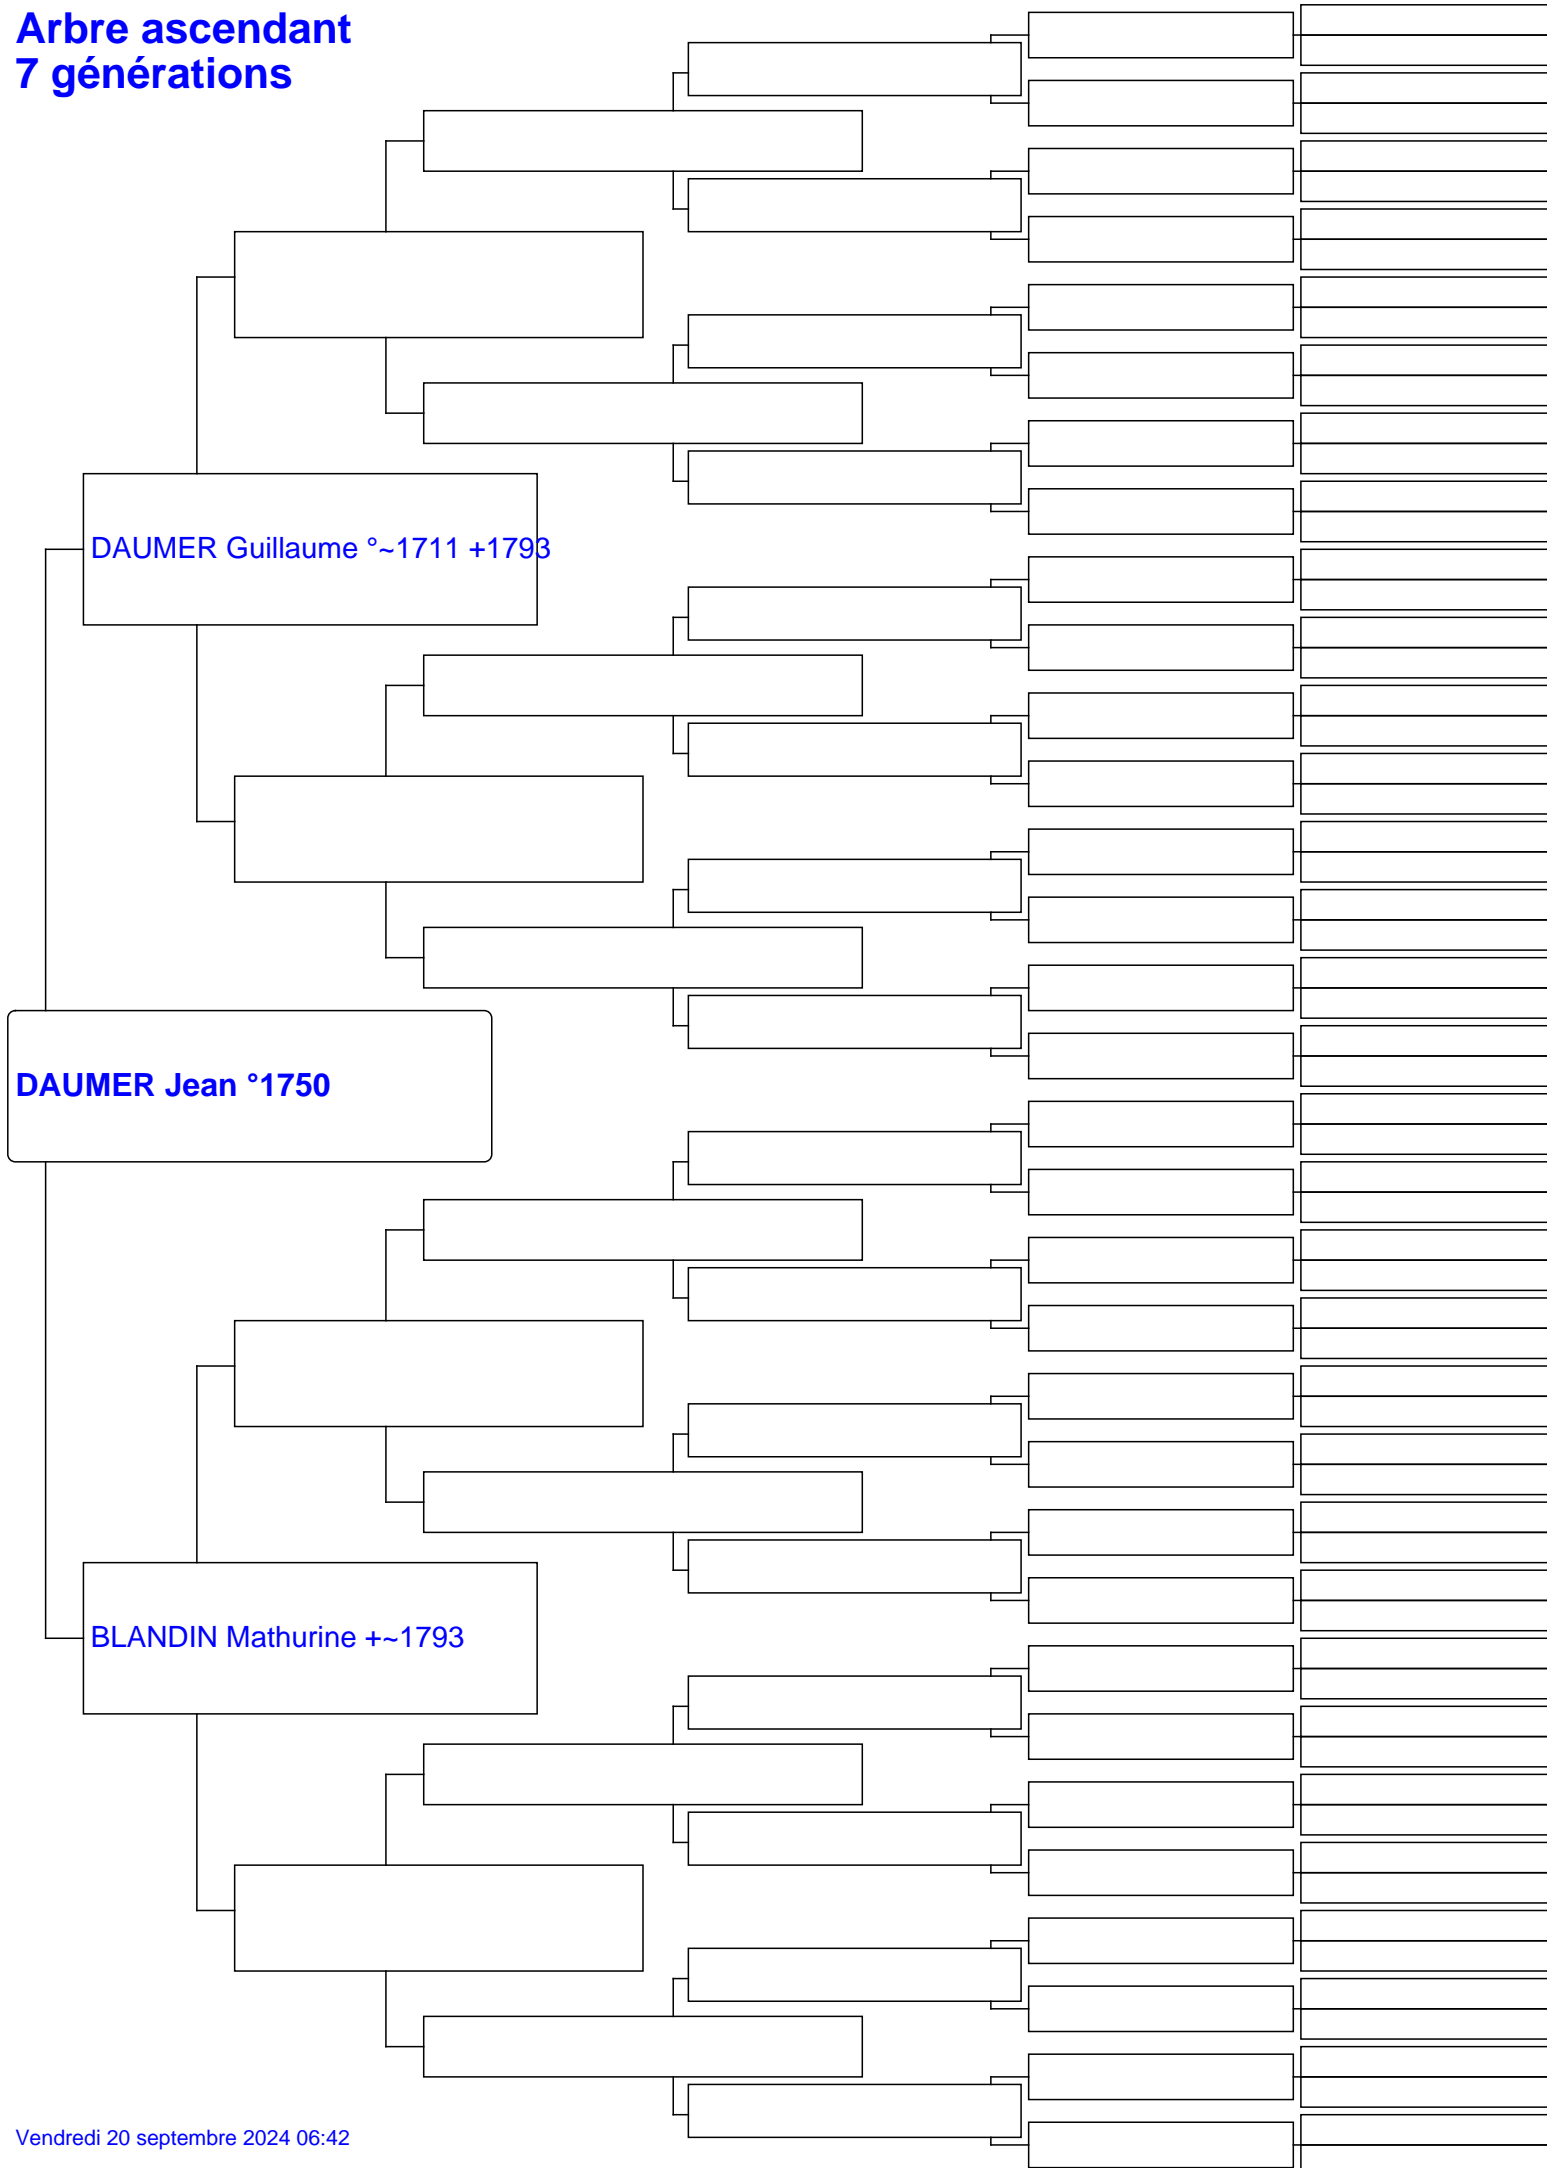 Arbre ascendant
7 générations
DAUMER Guillaume °~1711 +1793
DAUMER Jean °1750
BLANDIN Mathurine +~1793
Vendredi 20 septembre 2024 06:42